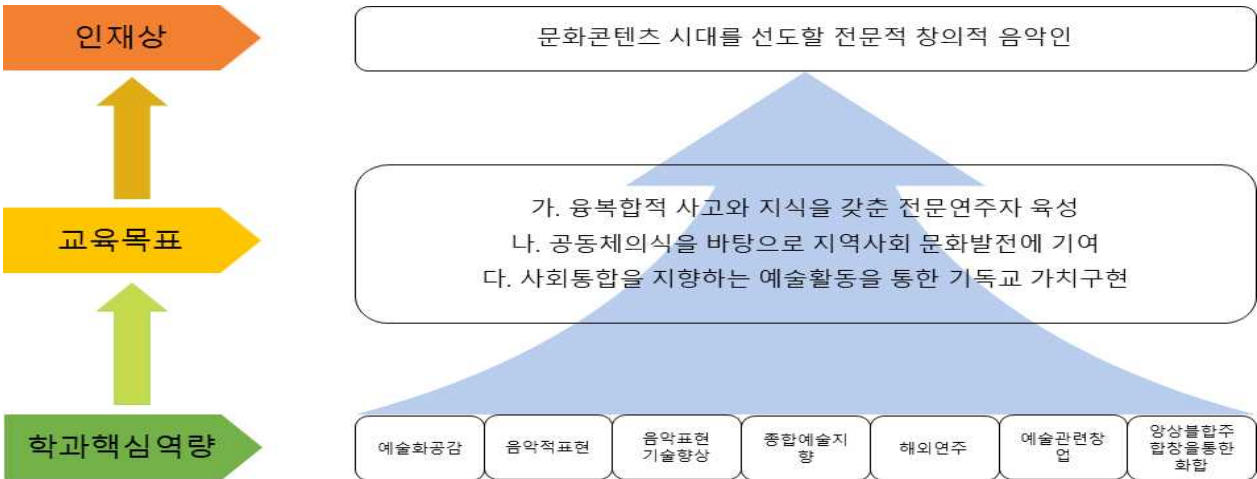 인재상
문화콘텐츠 시대를 선도할 전문적 창의적 음악인
교육목표
가. 융복합적 사고와 지식을 갖춘 전문연주자 육성
나. 공동체의식을 바탕으로 지역사회 문화발전에 기여
다. 사회통합을 지향하는 예술활동을 통한 기독교 가치구현
학과핵심역량
예술화공감
음악적표현
음악표현
기술향상
종합예술지
향
해외연주
예술관련창
업
앙상블합주
합창을통한
화합